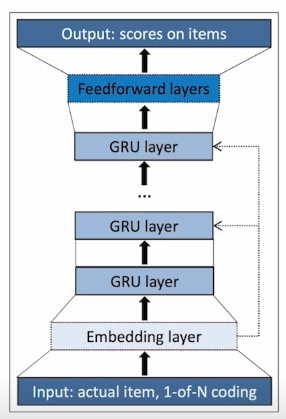 Output: scores on items
Feedforward layers
GRU layer
...
GRU layer
GRU layer
Embedding layer
Input: actual item, 1-of-N coding